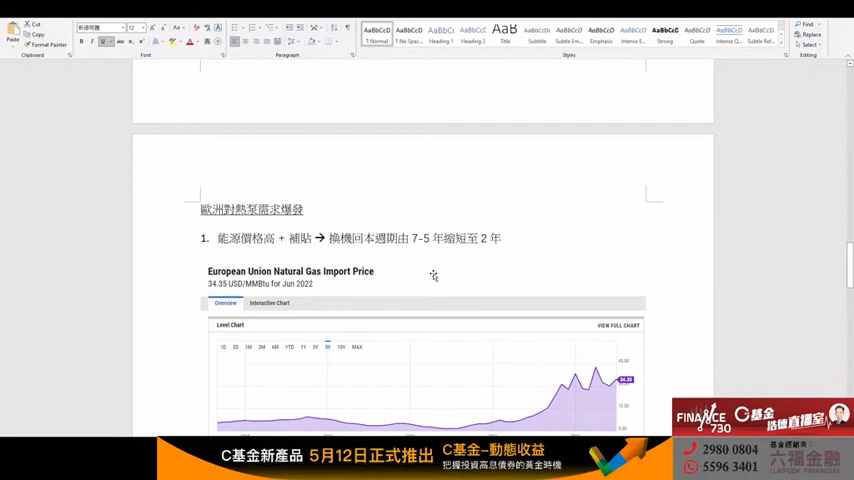 Cut
Copy
Format Painter
Paste
Clipboard
Font
Paragraph
AaBbCcD AaBbCcD AaBbCc AaBbCcD AaB AaBbCcD AaBbCcD AaBbCcD AaBbCcD AaBbCcD AaBbCcD AaBbCcD AaBbCcD
¶ Normal ¶ No Spac... Heading 1 Heading 2 Title Subtitle Subtle Em... Emphasis Intense E... Strong Quote Intense Q... Subtle Ref...
Styles
Find
Replace
Select
Editing
歐洲對熱泵需求爆發
1. 能源價格高 + 補貼 → 換機回本週期由 7-5 年縮短至 2 年
European Union Natural Gas Import Price
34.35 USD/MMBtu for Jun 2022
Overview Interactive Chart
Level Chart VIEW FULL CHART
1D 5D 1M 3M 6M YTD 1Y 3Y 5Y 10Y MAX
45.00
34.35
15.00
0.00
FINANCE 730
C基金 浩德直播室
2980 0804
5596 3401
基金經銷商:
六福金融
LUKFOOK FINANCIAL
C基金新產品 5月12日正式推出
C基金-動態收益
把握投資高息債券的黃金時機